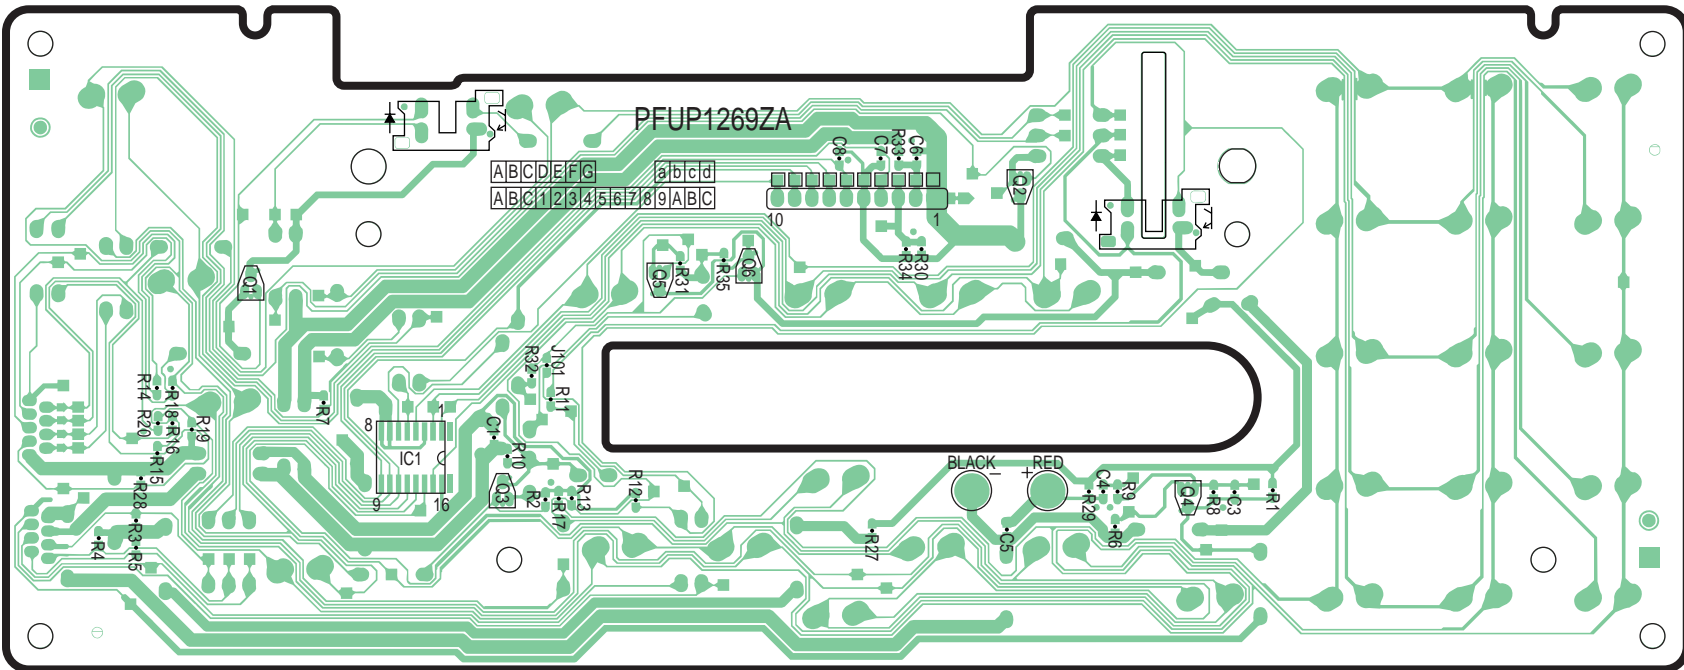 PFUP1269ZA
C8
C7
R33
C6
ABCDEFG
abcd
ABC123456789ABC
10
1
Q2
R34
R30
Q5
R31
R35
Q6
Q1
R14
R18
R20
R16
R19
R15
R28
R3
R4
R5
R7
8
1
IC1
9
16
R32
J101
R11
C1
R10
Q3
R2
R17
R13
R12
BLACK
−
+
RED
R27
C5
R29
C4
R9
R6
Q4
R8
C3
R1